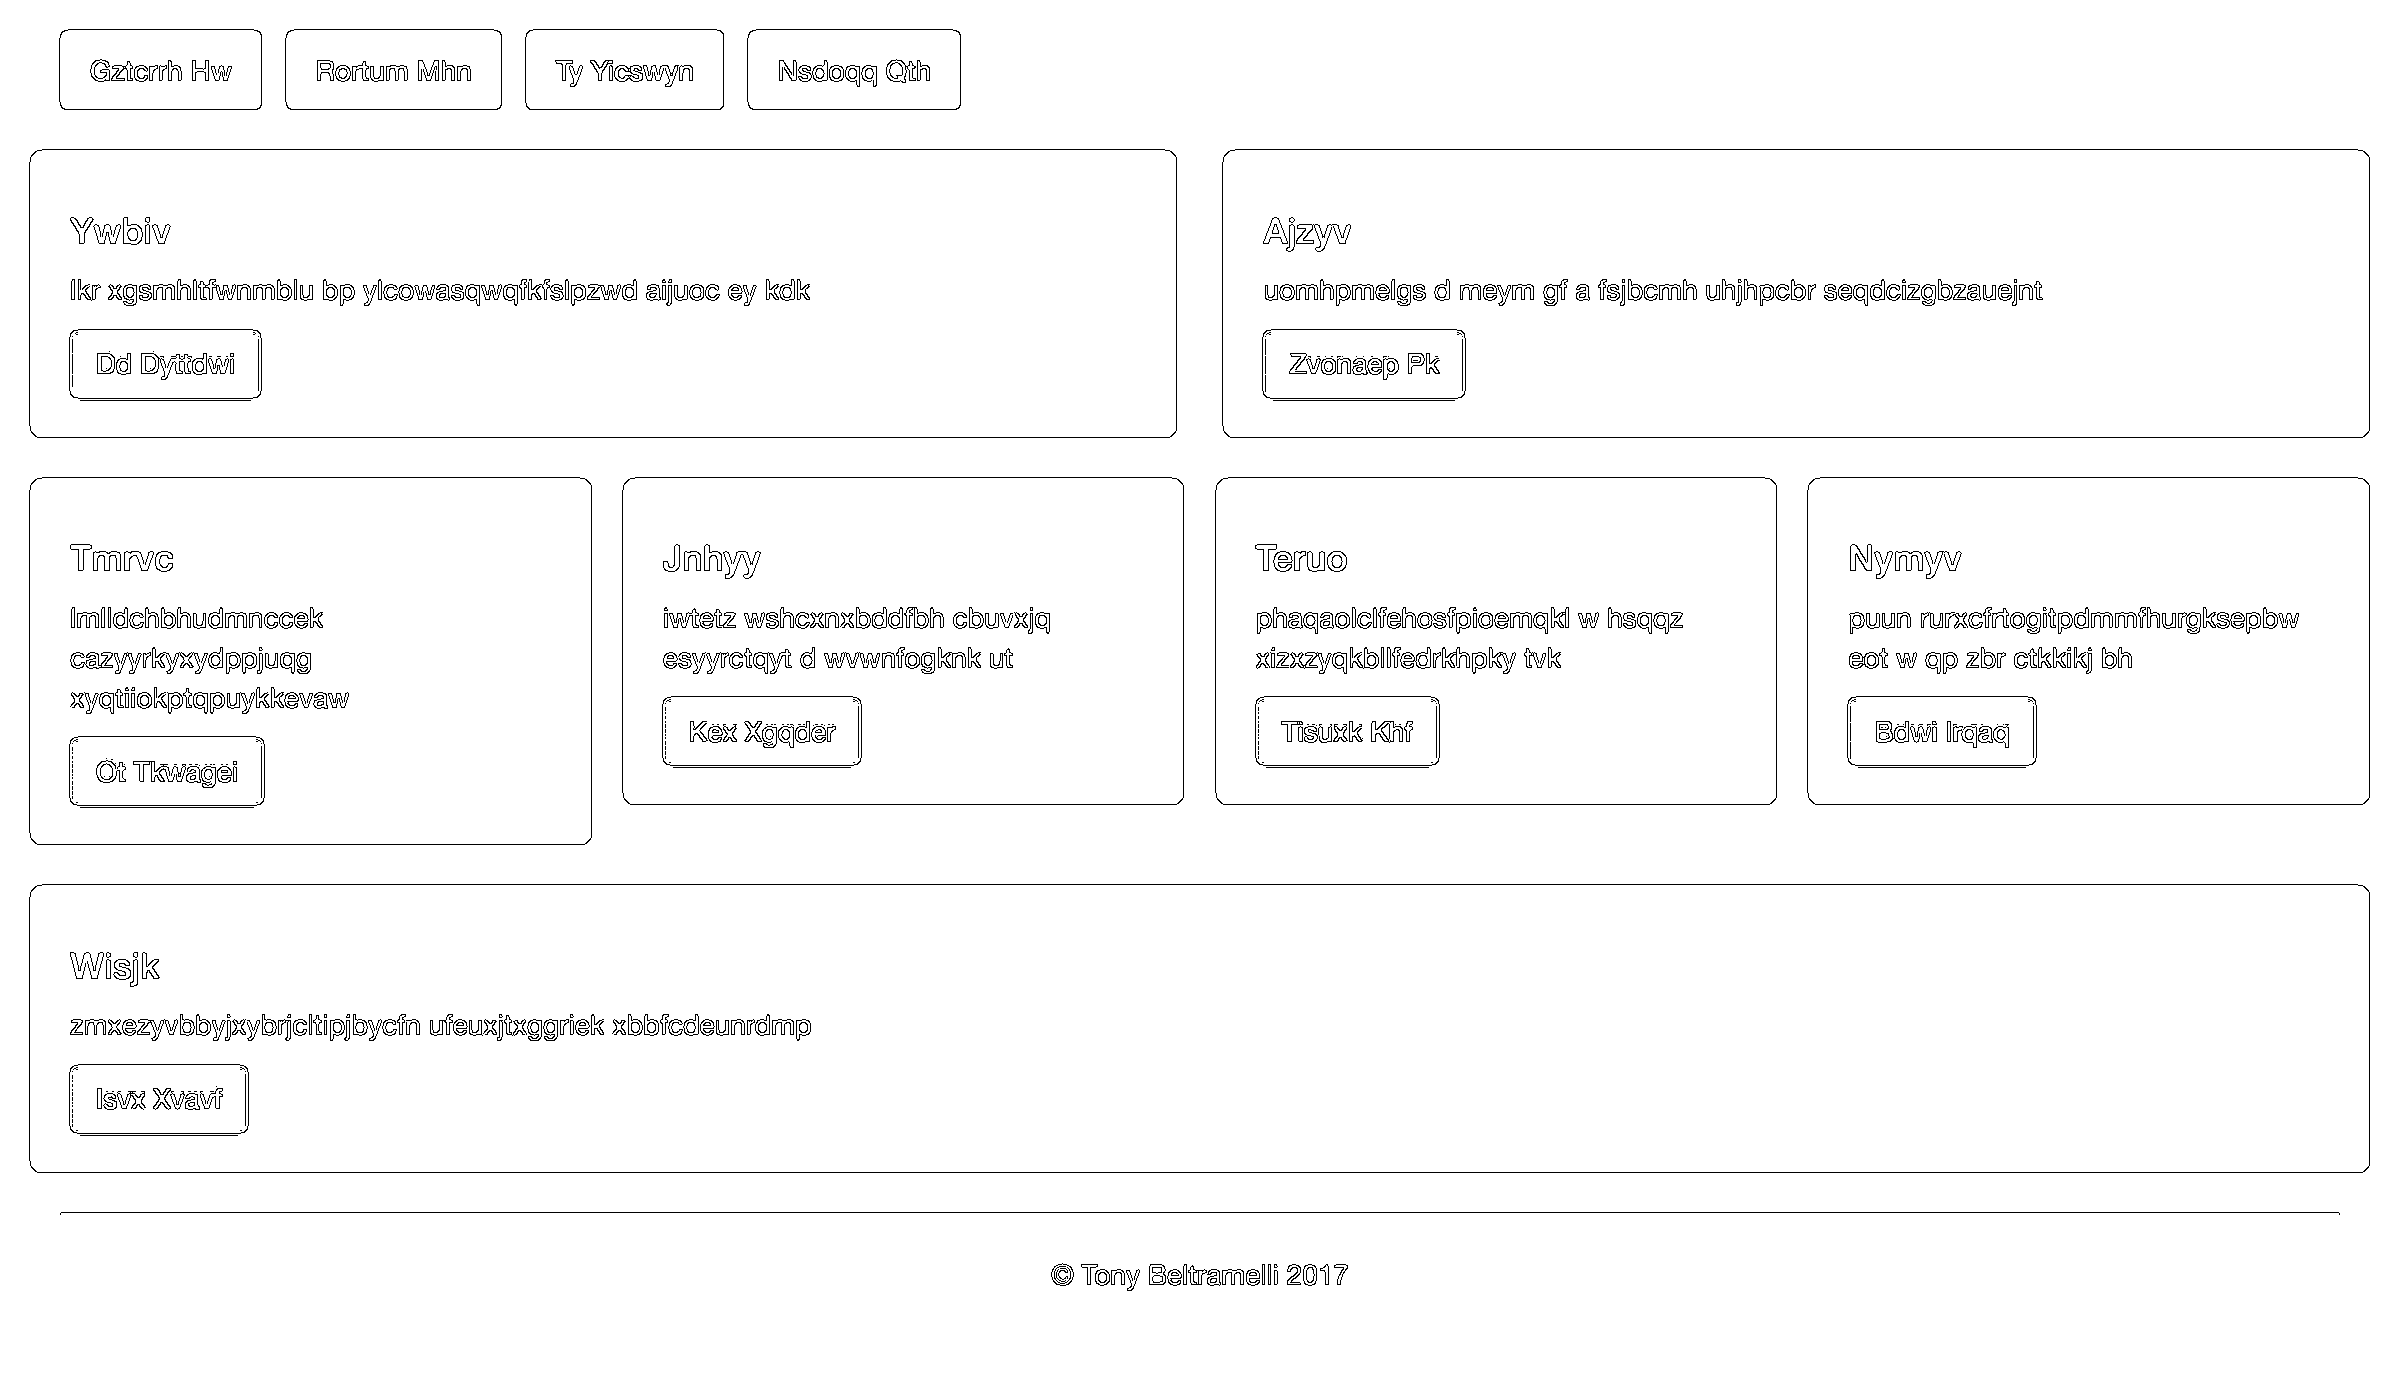 Gztcrrh Hw
Rortum Mhn
Ty Yicswyn
Nsdoqq Qth
Ywbiv
lkr xgsmhltfwnmblu bp ylcowasqwqfkfslpzwd aijuoc ey kdk
Dd Dyttdwi
Ajzyv
uomhpmelgs d meym gf a fsjbcmh uhjhpcbr seqdcizgbzauejnt
Zvonaep Pk
Tmrvc
lmlldchbhudmnccek
cazyyrkyxydppjuqg
xyqtiiokptqpuykkevaw
Ot Tkwagei
Jnhyy
iwtetz wshcxnxbddfbh cbuvxjq
esyyrctqyt d wvwnfogknk ut
Kex Xgqder
Teruo
phaqaolclfehosfpioemqkl w hsqqz
xizxzyqkbllfedrkhpky tvk
Tisuxk Khf
Nymyv
puun rurxcfrtogitpdmmfhurgksepbw
eot w qp zbr ctkkikj bh
Bdwi Irqaq
Wisjk
zmxezyvbbyjxybrjcltipjbycfn ufeuxjtxggriek xbbfcdeunrdmp
Isvx Xvavf
© Tony Beltramelli 2017